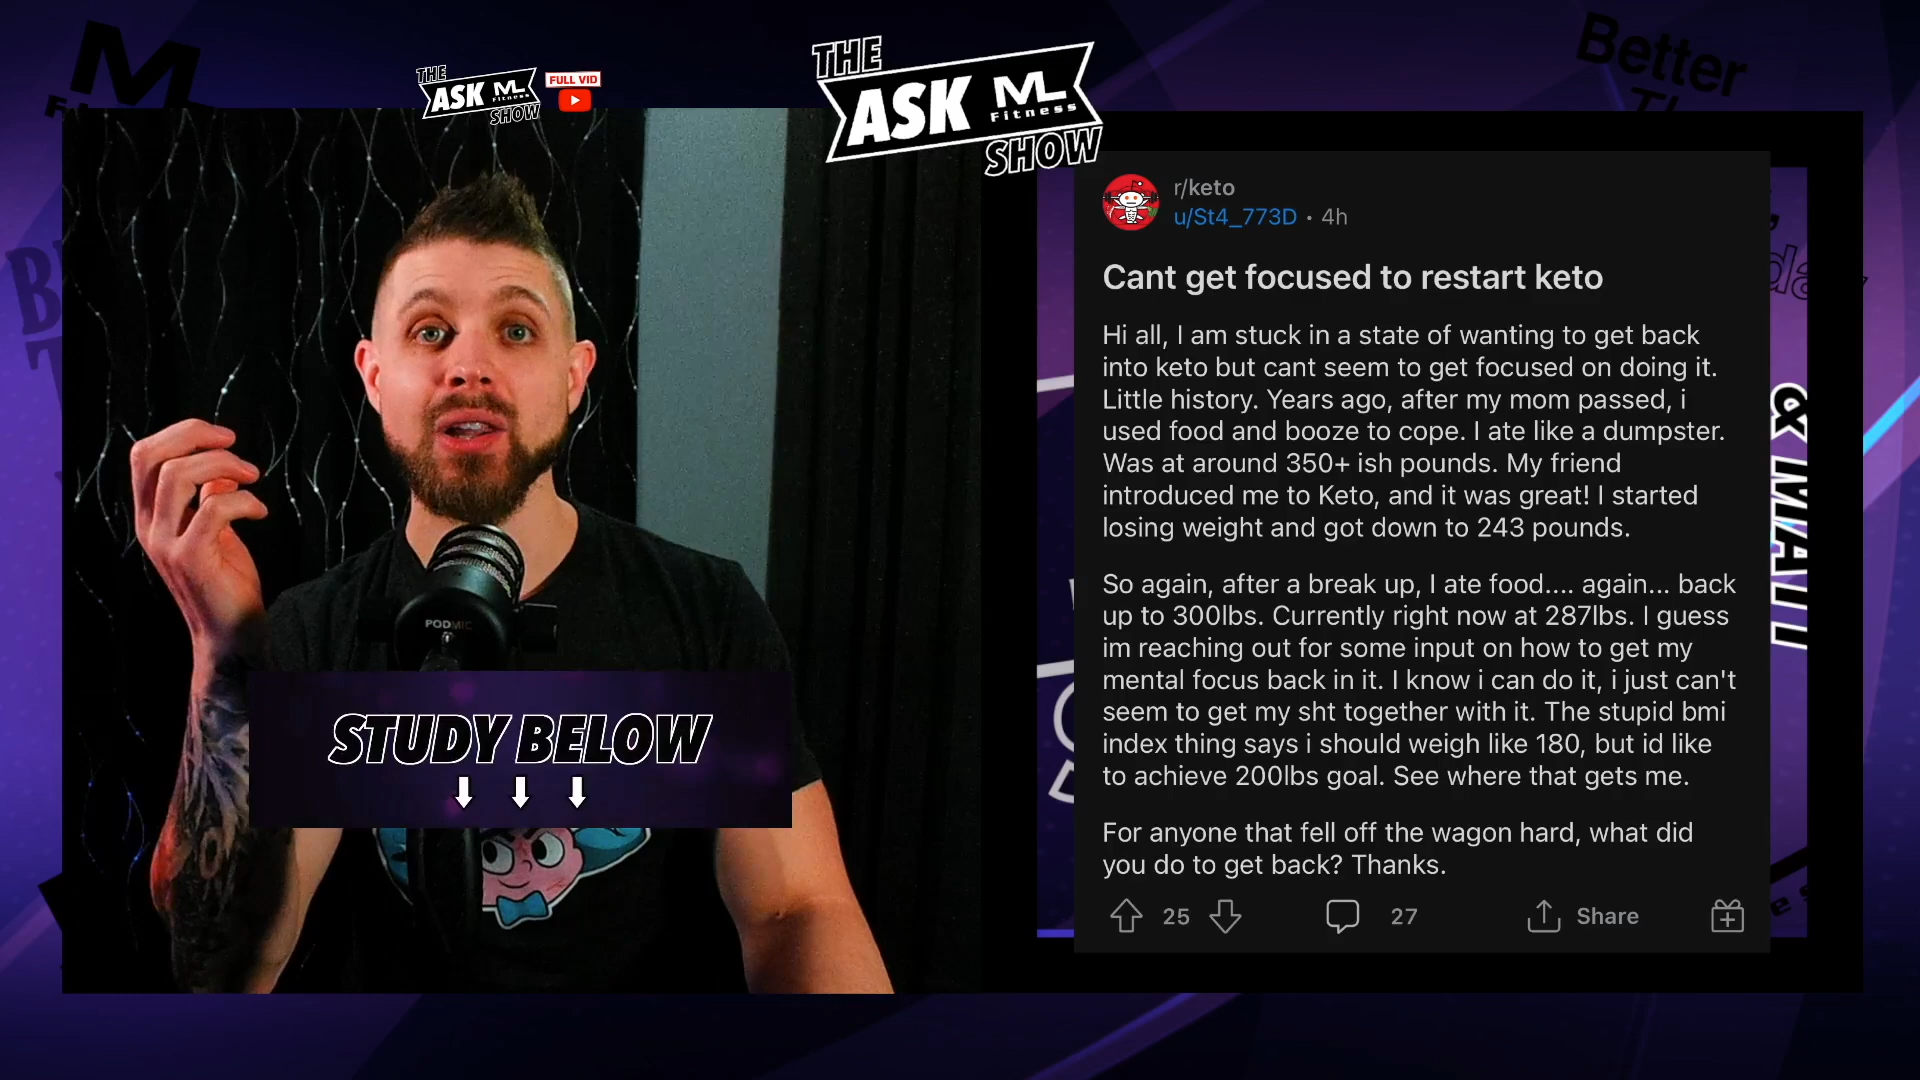 THE
ASK ML
Fitness
SHOW
FULL VID
THE
ASK ML
Fitness
SHOW
Better
r/keto
u/St4_773D • 4h
Cant get focused to restart keto
Hi all, I am stuck in a state of wanting to get back
into keto but cant seem to get focused on doing it.
Little history. Years ago, after my mom passed, i
used food and booze to cope. I ate like a dumpster.
Was at around 350+ ish pounds. My friend
introduced me to Keto, and it was great! I started
losing weight and got down to 243 pounds.
So again, after a break up, I ate food.... again... back
up to 300lbs. Currently right now at 287lbs. I guess
im reaching out for some input on how to get my
mental focus back in it. I know i can do it, i just can't
seem to get my sht together with it. The stupid bmi
index thing says i should weigh like 180, but id like
to achieve 200lbs goal. See where that gets me.
For anyone that fell off the wagon hard, what did
you do to get back? Thanks.
25
27
Share
PODMIC
STUDY BELOW
& MATT